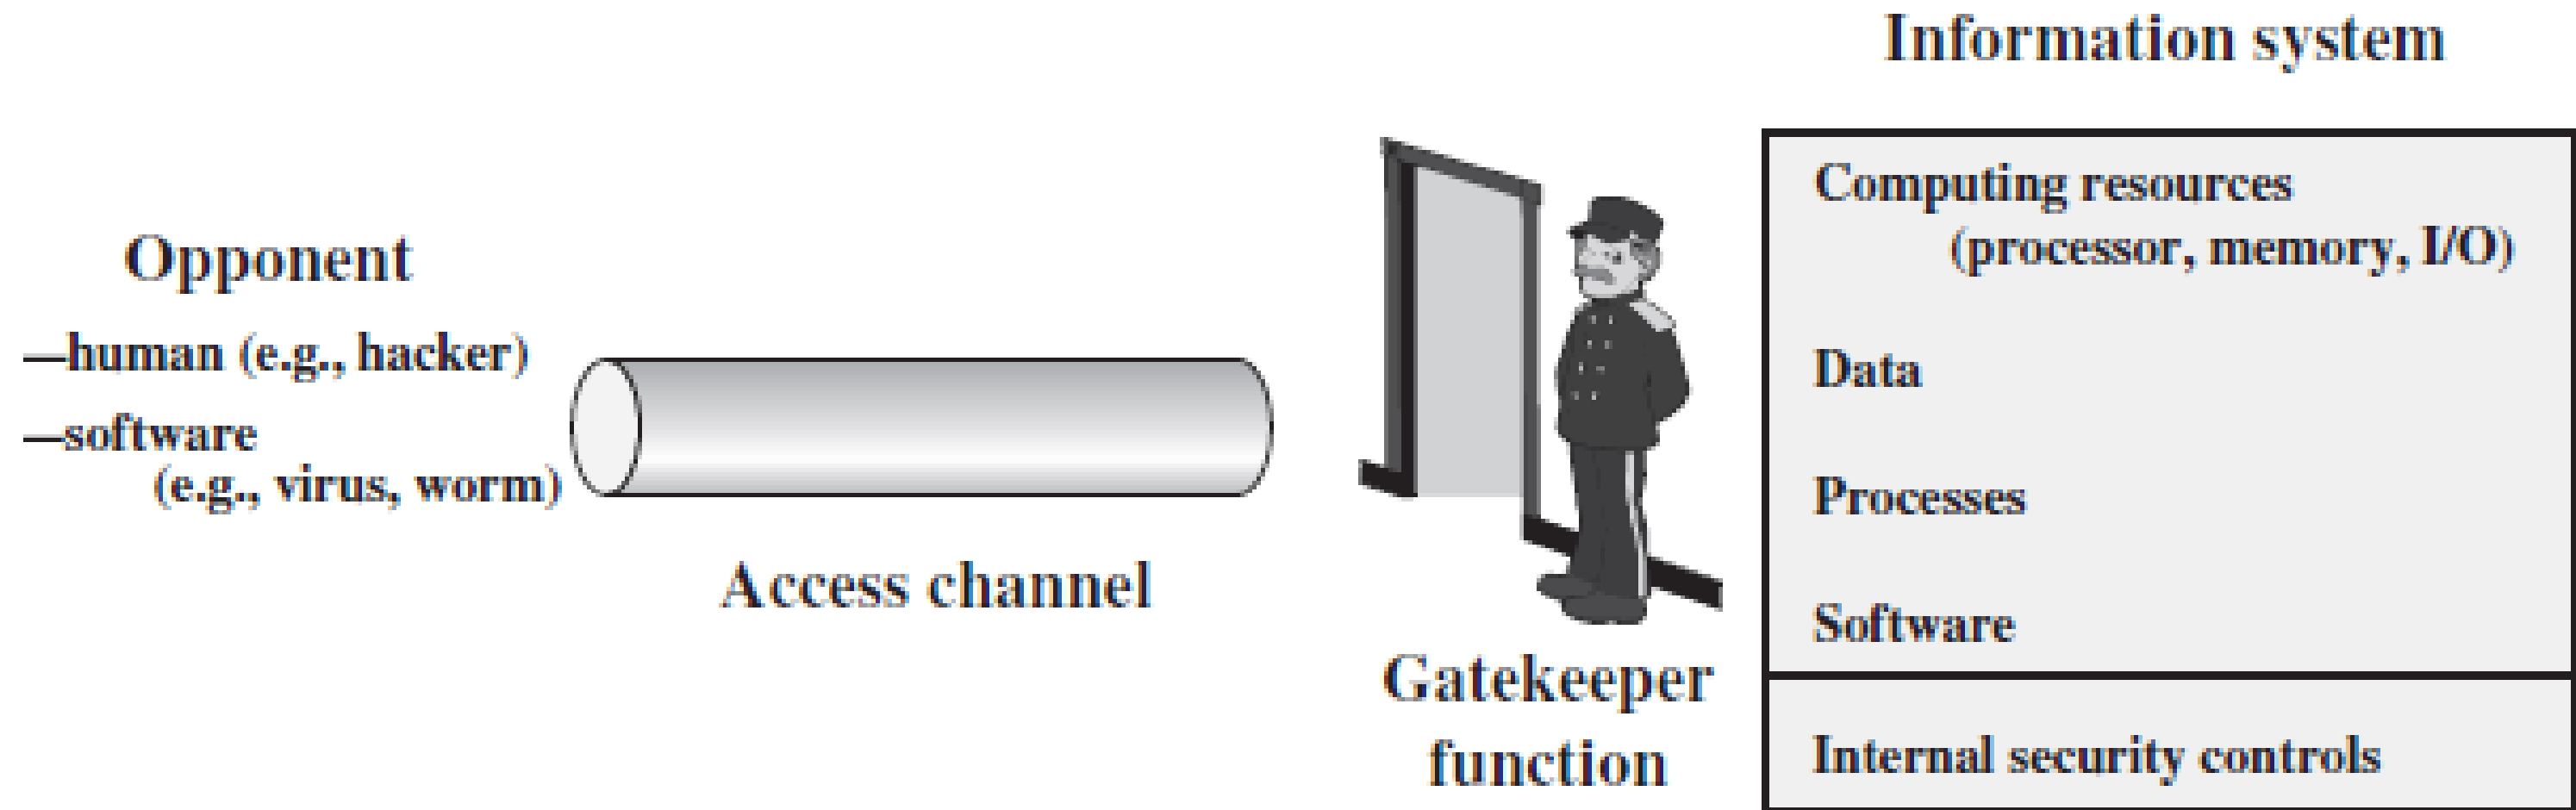 Information system
Opponent
—human (e.g., hacker)
—software
(e.g., virus, worm)
Access channel
Gatekeeper
function
Computing resources
(processor, memory, I/O)
Data
Processes
Software
Internal security controls